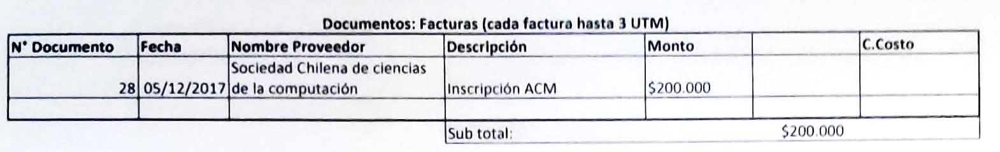 Documentos: Facturas (cada factura hasta 3 UTM)
N° Documento Fecha Nombre Proveedor Descripción Monto C.Costo
Sociedad Chilena de ciencias
28 05/12/2017 de la computación Inscripción ACM $200.000
Sub total: $200.000